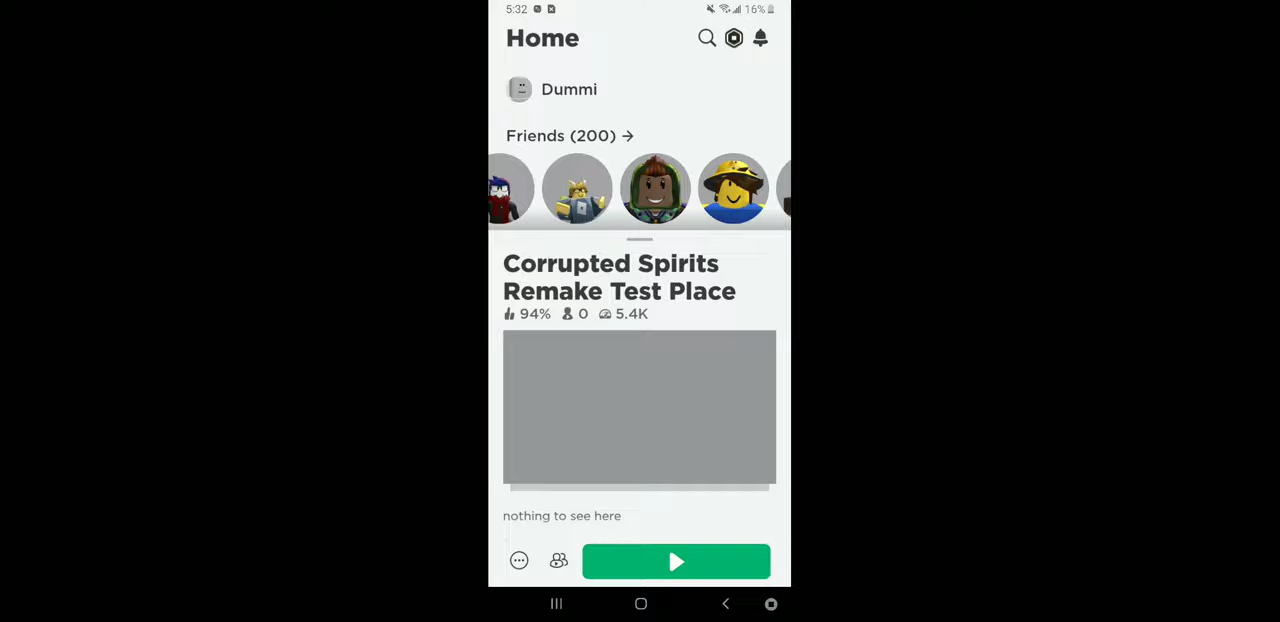 5:32
16%
Home
Dummi
Friends (200) →
Corrupted Spirits
Remake Test Place
94% 0 5.4K
nothing to see here